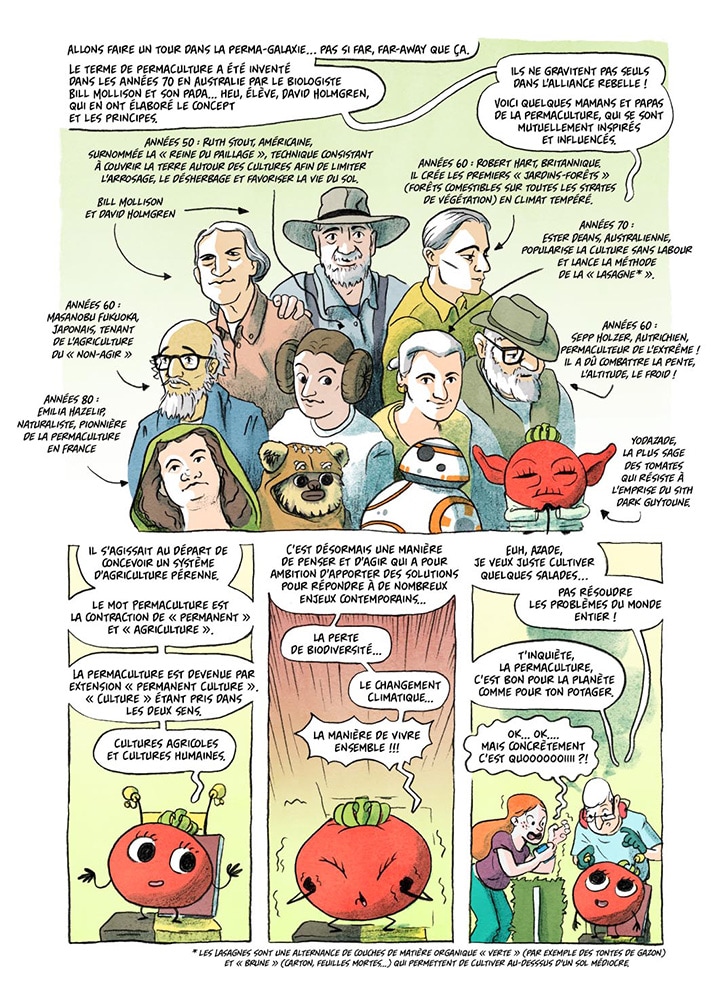 ALLONS FAIRE UN TOUR DANS LA PERMA-GALAXIE... PAS SI FAR, FAR-AWAY QUE ÇA.
LE TERME DE PERMACULTURE A ÉTÉ INVENTÉ
DANS LES ANNÉES 70 EN AUSTRALIE PAR LE BIOLOGISTE
BILL MOLLISON ET SON PADA... HEU, ÉLÈVE, DAVID HOLMGREN,
QUI EN ONT ÉLABORÉ LE CONCEPT
ET LES PRINCIPES.
ILS NE GRAVITENT PAS SEULS
DANS L'ALLIANCE REBELLE !
VOICI QUELQUES MAMANS ET PAPAS
DE LA PERMACULTURE, QUI SE SONT
MUTUELLEMENT INSPIRÉS
ET INFLUENCÉS.
ANNÉES 50 : RUTH STOUT, AMÉRICAINE,
SURNOMMÉE LA « REINE DU PAILLAGE », TECHNIQUE CONSISTANT
À COUVRIR LA TERRE AUTOUR DES CULTURES AFIN DE LIMITER
L'ARROSAGE, LE DÉSHERBAGE ET FAVORISER LA VIE DU SOL.
ANNÉES 60 : ROBERT HART, BRITANNIQUE,
IL CRÉE LES PREMIERS « JARDINS-FORÊTS »
(FORÊTS COMESTIBLES SUR TOUTES LES STRATES
DE VÉGÉTATION) EN CLIMAT TEMPÉRÉ.
BILL MOLLISON
ET DAVID HOLMGREN
ANNÉES 70 :
ESTER DEANS, AUSTRALIENNE,
POPULARISE LA CULTURE SANS LABOUR
ET LANCE LA MÉTHODE
DE LA « LASAGNE* ».
ANNÉES 60 :
MASANOBU FUKUOKA,
JAPONAIS, TENANT
DE L'AGRICULTURE
DU « NON-AGIR »
ANNÉES 60 :
SEPP HOLZER, AUTRICHIEN,
PERMACULTEUR DE L'EXTRÊME !
IL A DÛ COMBATTRE LA PENTE,
L'ALTITUDE, LE FROID !
ANNÉES 80 :
EMILIA HAZELIP,
NATURALISTE, PIONNIÈRE
DE LA PERMACULTURE
EN FRANCE
YODAZADE,
LA PLUS SAGE
DES TOMATES
QUI RÉSISTE À
L'EMPRISE DU SITH
DARK GUYTOUNE.
IL S'AGISSAIT AU DÉPART DE
CONCEVOIR UN SYSTÈME
D'AGRICULTURE PÉRENNE.
LE MOT PERMACULTURE EST
LA CONTRACTION DE « PERMANENT »
ET « AGRICULTURE ».
LA PERMACULTURE EST DEVENUE PAR
EXTENSION « PERMANENT CULTURE ».
« CULTURE » ÉTANT PRIS DANS
LES DEUX SENS.
CULTURES AGRICOLES
ET CULTURES HUMAINES.
C'EST DÉSORMAIS UNE MANIÈRE
DE PENSER ET D'AGIR QUI A POUR
AMBITION D'APPORTER DES SOLUTIONS
POUR RÉPONDRE À DE NOMBREUX
ENJEUX CONTEMPORAINS...
LA PERTE
DE BIODIVERSITÉ...
LE CHANGEMENT
CLIMATIQUE...
LA MANIÈRE DE VIVRE
ENSEMBLE !!!
EUH, AZADE,
JE VEUX JUSTE CULTIVER
QUELQUES SALADES...
PAS RÉSOUDRE
LES PROBLÈMES DU MONDE
ENTIER !
T'INQUIÈTE,
LA PERMACULTURE,
C'EST BON POUR LA PLANÈTE
COMME POUR TON POTAGER.
OK... OK....
MAIS CONCRÈTEMENT
C'EST QUOOOOOIIII ?!
* LES LASAGNES SONT UNE ALTERNANCE DE COUCHES DE MATIÈRE ORGANIQUE « VERTE » (PAR EXEMPLE DES TONTES DE GAZON)
ET « BRUNE » (CARTON, FEUILLES MORTES...) QUI PERMETTENT DE CULTIVER AU-DESSSUS D'UN SOL MÉDIOCRE.